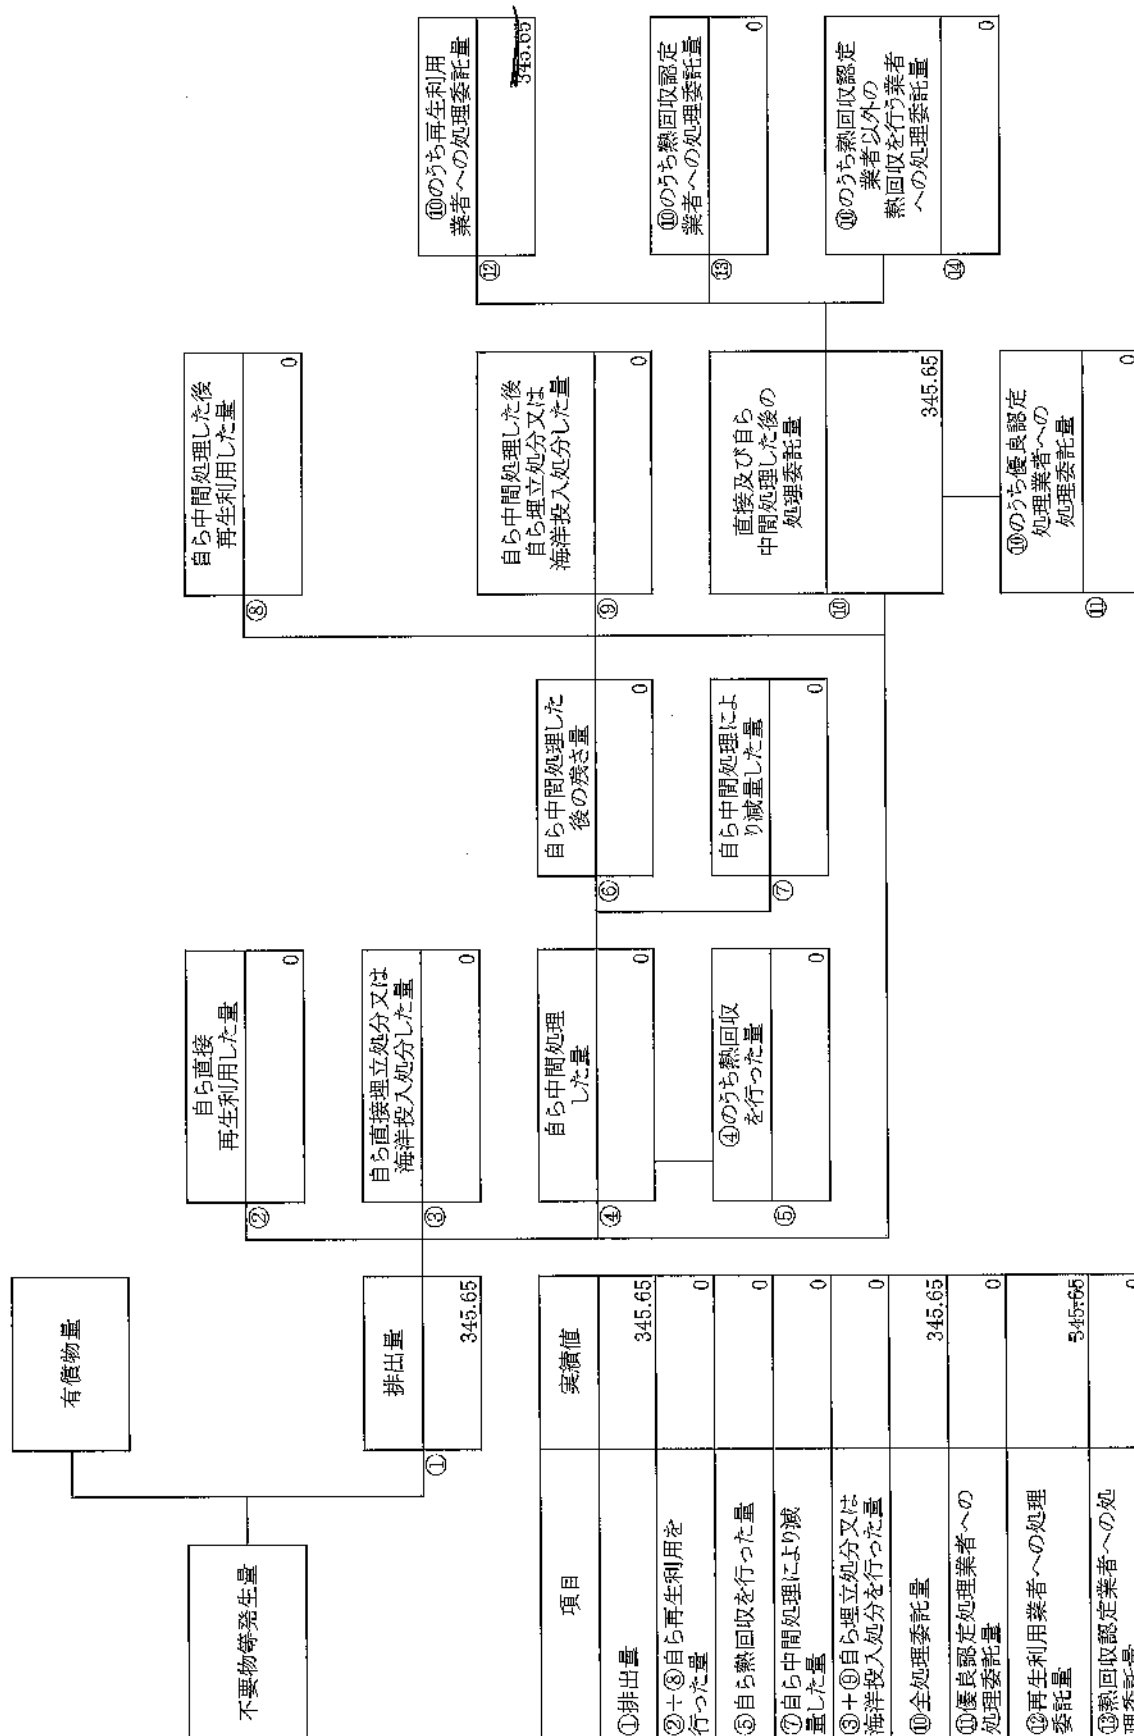 不要物等発生量
有償物量
①
排出量
345.65
②
自ら直接
再生利用した量
0
③
自ら直接埋立処分又は
海洋投入処分した量
0
④
自ら中間処理
した量
0
⑤
④のうち熱回収
を行った量
0
⑥
自ら中間処理した
後の残さ量
0
⑦
自ら中間処理によ
り減量した量
0
⑧
自ら中間処理した後
再生利用した量
0
⑨
自ら中間処理した後
自ら埋立処分又は
海洋投入処分した量
0
⑩
直接及び自ら
中間処理した後の
処理委託量
345.65
⑪
⑩のうち優良認定
処理業者への
処理委託量
0
⑫
⑩のうち再生利用
業者への処理委託量
345.65
⑬
⑩のうち熱回収認定
業者への処理委託量
0
⑭
⑩のうち熱回収認定
業者以外の
熱回収を行う業者
への処理委託量
0
項目 実績値
①排出量 345.65
②+⑧自ら再生利用を
行った量 0
⑤自ら熱回収を行った量 0
⑦自ら中間処理により減
量した量 0
③+⑨自ら埋立処分又は
海洋投入処分を行った量 0
⑩全処理委託量 345.65
⑪優良認定処理業者への
処理委託量 0
⑫再生利用業者への処理
委託量 345.65
⑬熱回収認定業者への処
理委託量 0